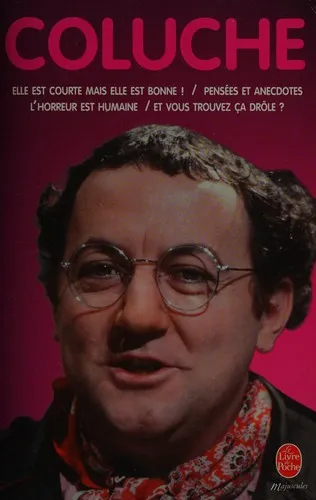 COLUCHE
ELLE EST COURTE MAIS ELLE EST BONNE ! / PENSÉES ET ANECDOTES
L'HORREUR EST HUMAINE / ET VOUS TROUVEZ ÇA DRÔLE ?
Le Livre
de Poche
Majuscules